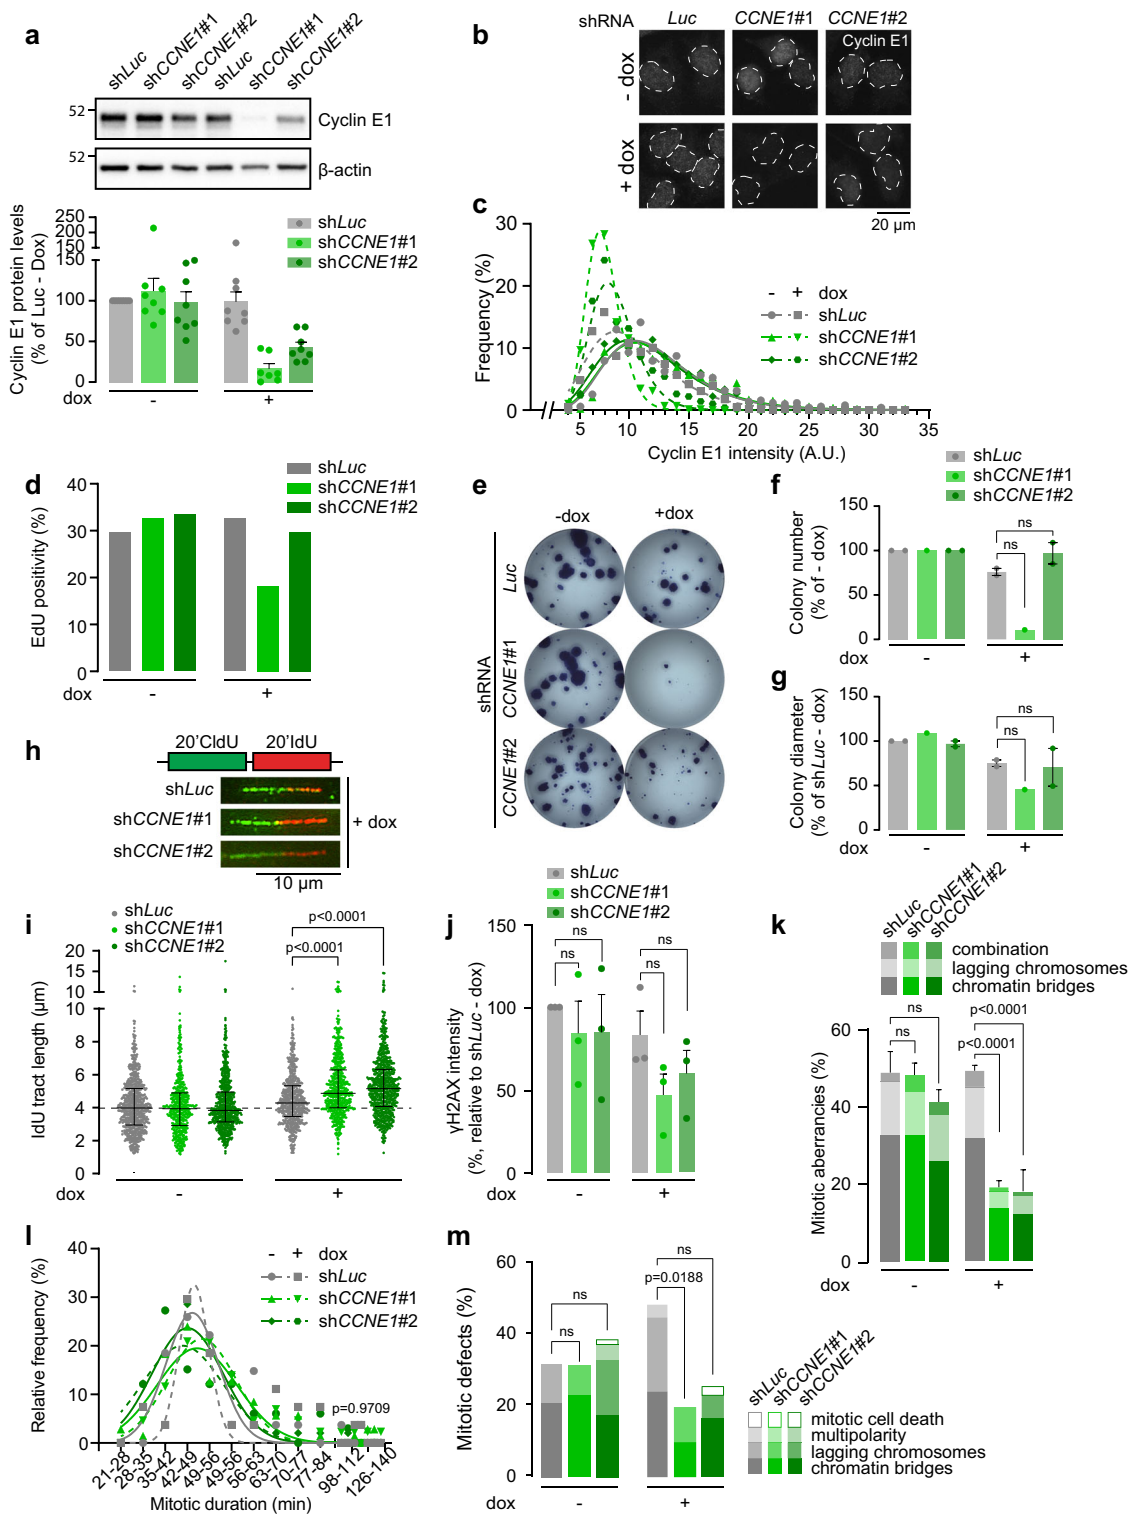 a
shLuc
shCCNE1#1
shCCNE1#2
shLuc
shCCNE1#1
shCCNE1#2
52
Cyclin E1
52
β-actin
Cyclin E1 protein levels
(% of Luc - Dox)
250
200
150
100
50
0
shLuc
shCCNE1#1
shCCNE1#2
dox
-
+
b
shRNA
Luc
CCNE1#1
CCNE1#2
Cyclin E1
- dox
+ dox
20 µm
c
Frequency (%)
30
20
10
0
- + dox
shLuc
shCCNE1#1
shCCNE1#2
5 10 15 20 25 30 35
Cyclin E1 intensity (A.U.)
d
EdU positivity (%)
40
30
20
10
0
shLuc
shCCNE1#1
shCCNE1#2
dox
-
+
e
-dox
+dox
shRNA
Luc
CCNE1#1
CCNE1#2
f
shLuc
shCCNE1#1
shCCNE1#2
Colony number
(% of - dox)
150
100
50
0
ns
ns
dox
-
+
g
Colony diameter
(% of shLuc - dox)
150
100
50
0
ns
ns
dox
-
+
h
20'CldU
20'IdU
shLuc
shCCNE1#1
shCCNE1#2
+ dox
10 µm
i
shLuc
shCCNE1#1
shCCNE1#2
p<0.0001
p<0.0001
IdU tract length (µm)
20
15
10
8
6
4
2
0
dox
-
+
j
shLuc
shCCNE1#1
shCCNE1#2
γH2AX intensity
(%, relative to shLuc - dox)
150
100
50
0
ns
ns
ns
ns
dox
-
+
k
shLuc
shCCNE1#1
shCCNE1#2
combination
lagging chromosomes
chromatin bridges
Mitotic aberrancies (%)
60
40
20
0
ns
ns
p<0.0001
p<0.0001
dox
-
+
l
Relative frequency (%)
40
30
20
10
0
- + dox
shLuc
shCCNE1#1
shCCNE1#2
p=0.9709
21-28
28-35
35-42
42-49
49-56
49-56
56-63
63-70
70-77
77-84
98-112
126-140
Mitotic duration (min)
m
Mitotic defects (%)
60
40
20
0
ns
ns
ns
p=0.0188
dox
-
+
shLuc
shCCNE1#1
shCCNE1#2
mitotic cell death
multipolarity
lagging chromosomes
chromatin bridges